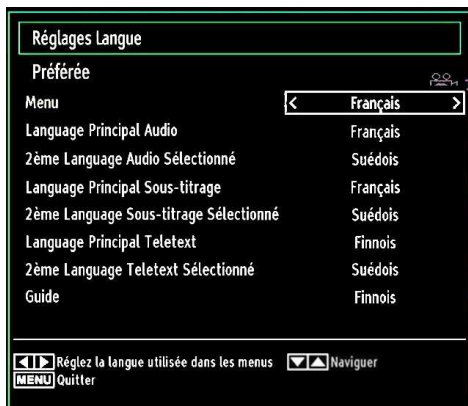 Réglages Langue
Préférée
Menu < Français >
Language Principal Audio Français
2ème Language Audio Sélectionné Suédois
Language Principal Sous-titrage Français
2ème Language Sous-titrage Sélectionné Suédois
Language Principal Teletext Finnois
2ème Language Teletext Sélectionné Suédois
Guide Finnois
Réglez la langue utilisée dans les menus Naviguer
MENU Quitter